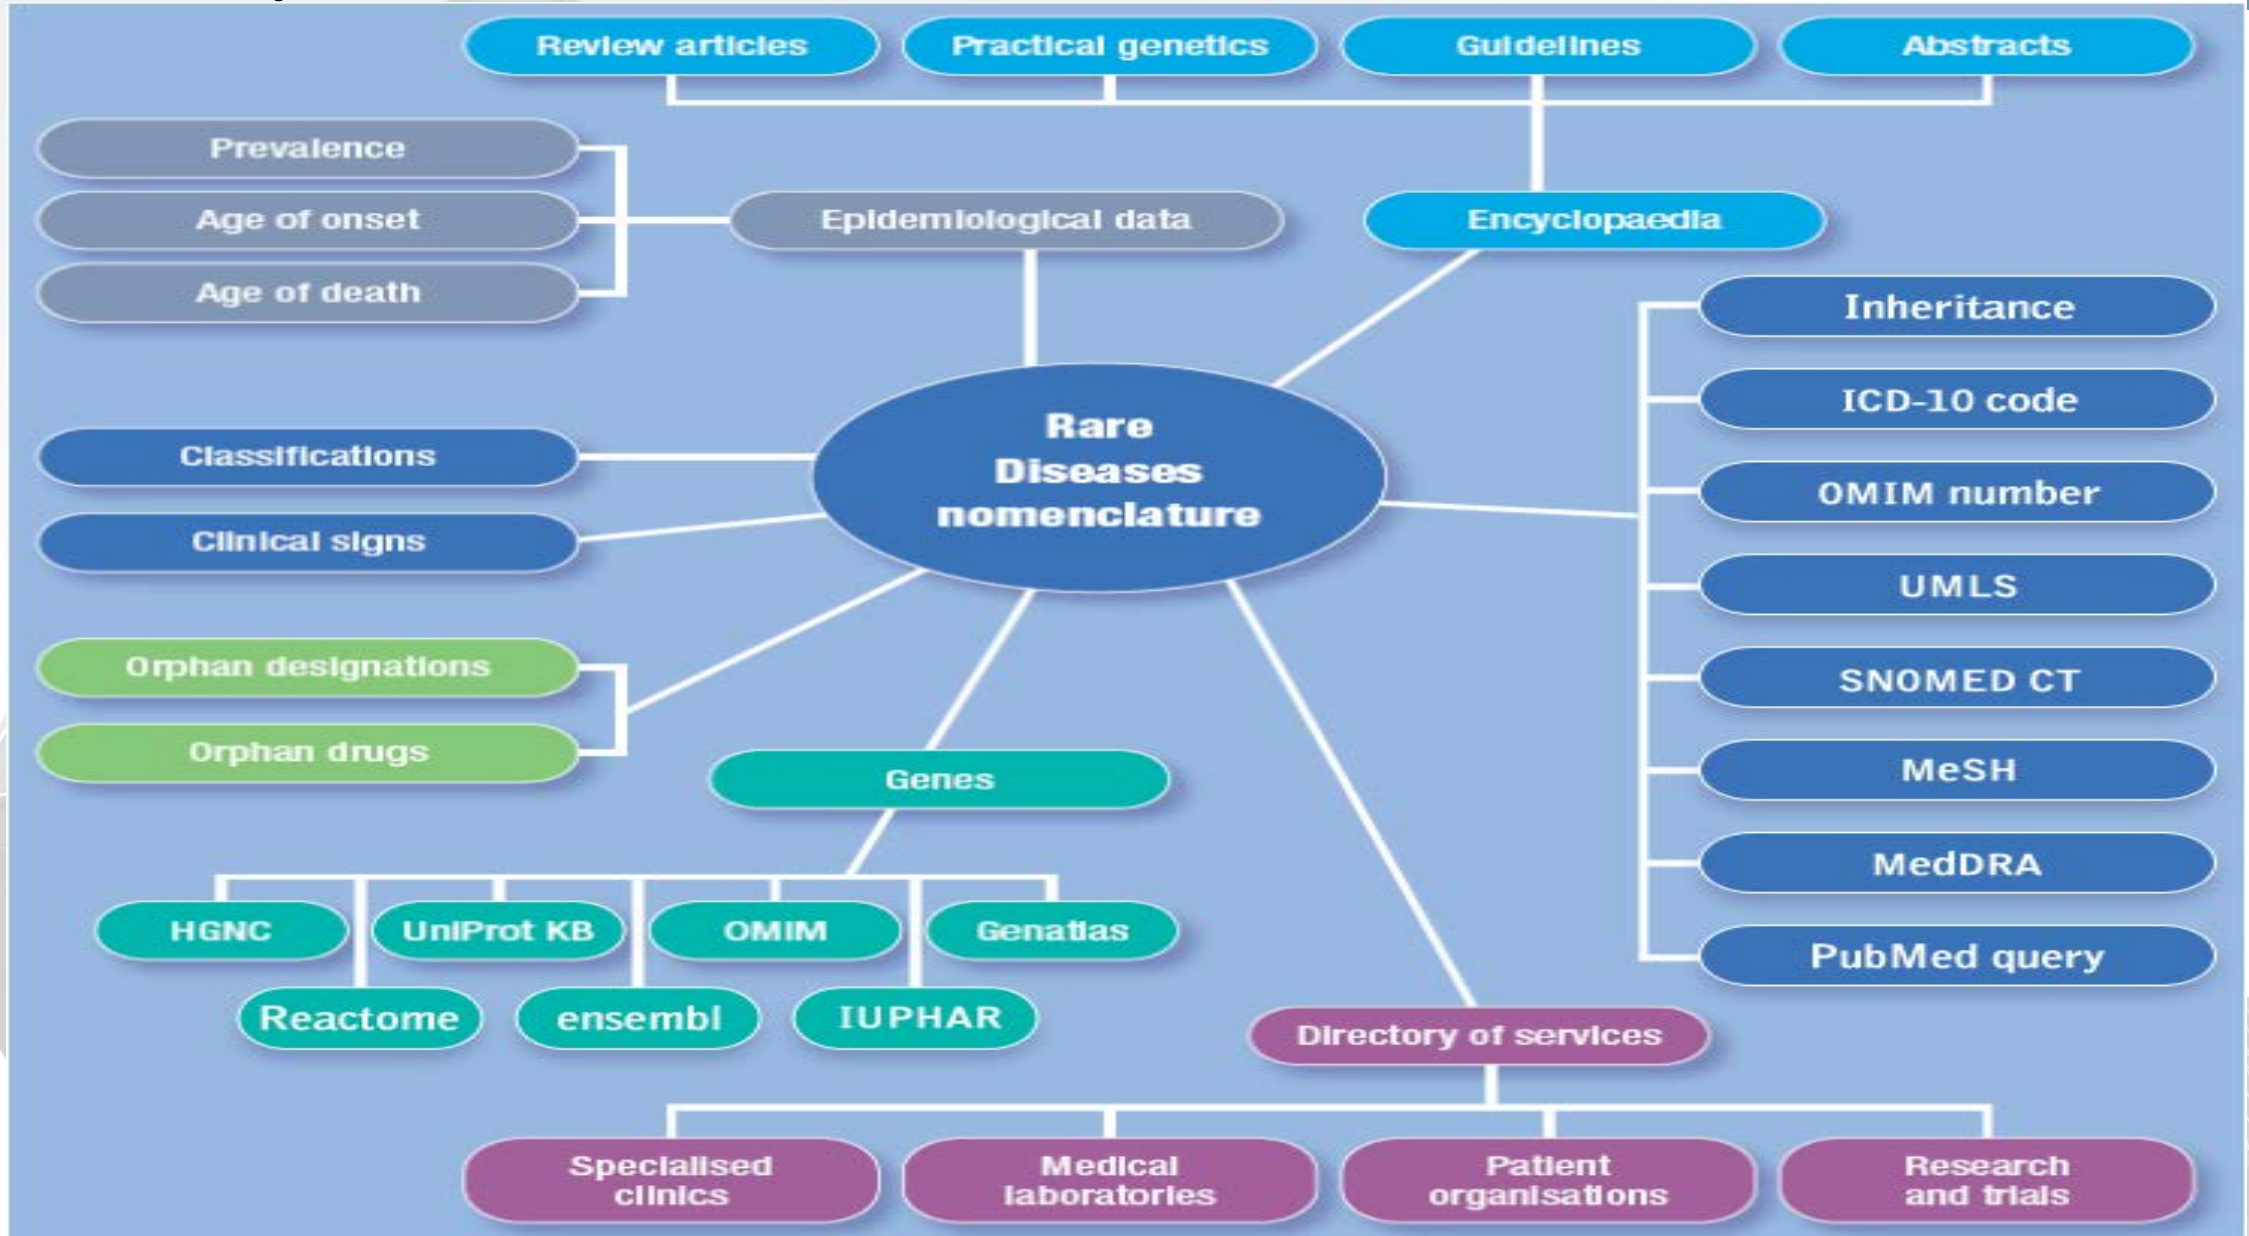 Review articles
Practical genetics
Guidelines
Abstracts
Prevalence
Age of onset
Age of death
Epidemiological data
Encyclopaedia
Inheritance
ICD-10 code
OMIM number
UMLS
SNOMED CT
MeSH
MedDRA
PubMed query
Rare
Diseases
nomenclature
Classifications
Clinical signs
Orphan designations
Orphan drugs
Genes
HGNC
UniProt KB
OMIM
Genatlas
Reactome
ensembl
IUPHAR
Directory of services
Specialised
clinics
Medical
laboratories
Patient
organisations
Research
and trials